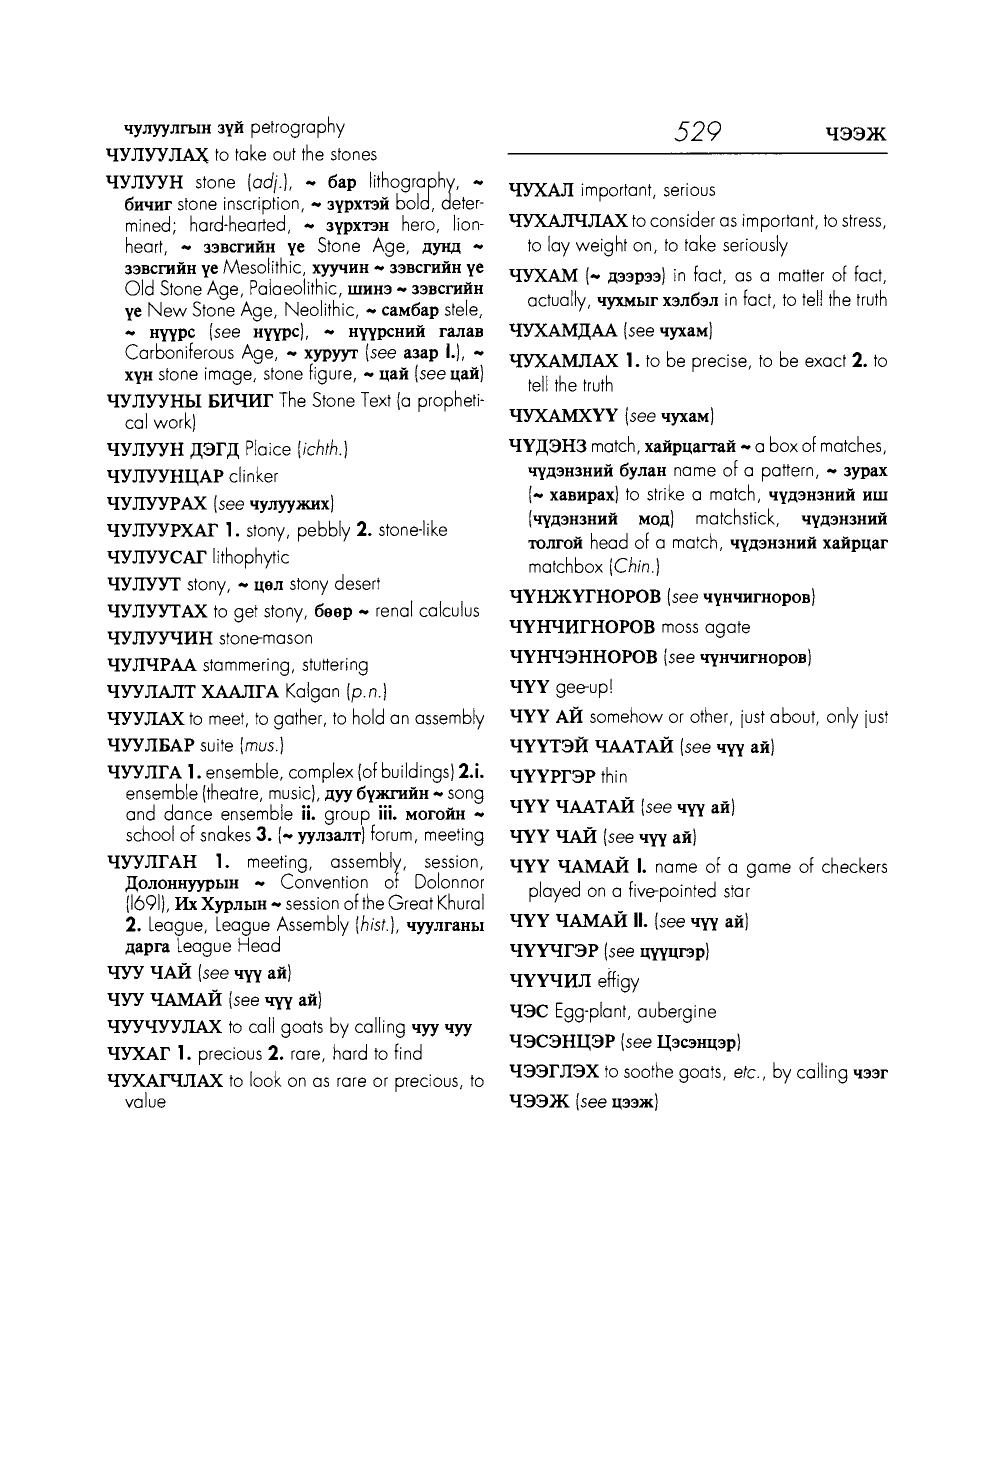 чулуулгын зүй petrography
ЧУЛУУЛАХ to take out the stones
ЧУЛУУН stone (adj.), ~ бар lithography, ~
бичиг stone inscription, ~ зүрхтэй bold, deter-
mined; hard-hearted, ~ зүрхтэн hero, lion-
heart, ~ зэвсгийн үе Stone Age, дунд ~
зэвсгийн үе Mesolithic, хуучин ~ зэвсгийн үе
Old Stone Age, Palaeolithic, шинэ ~ зэвсгийн
үе New Stone Age, Neolithic, ~ самбар stele,
~ нүүрс (see нүүрс), ~ нүүрсний галав
Carboniferous Age, ~ хуруут (see азар I.), ~
хүн stone image, stone figure, ~ цай (see цай)
ЧУЛУУНЫ БИЧИГ The Stone Text (a propheti-
cal work)
ЧУЛУУН ДЭГД Plaice (ichth.)
ЧУЛУУНЦАР clinker
ЧУЛУУРАХ (see чулуужих)
ЧУЛУУРХАГ 1. stony, pebbly 2. stone-like
ЧУЛУУСАГ lithophytic
ЧУЛУУТ stony, ~ цөл stony desert
ЧУЛУУТАХ to get stony, бөөр ~ renal calculus
ЧУЛУУЧИН stone-mason
ЧУЛЧРАА stammering, stuttering
ЧУУЛАЛТ ХААЛГА Kalgan (p.n.)
ЧУУЛАХ to meet, to gather, to hold an assembly
ЧУУЛБАР suite (mus.)
ЧУУЛГА 1. ensemble, complex (of buildings) 2.i.
ensemble (theatre, music), дуу бүжгийн ~ song
and dance ensemble ii. group iii. могойн ~
school of snakes 3. (~ уулзалт) forum, meeting
ЧУУЛГАН 1. meeting, assembly, session,
Долоннуурын ~ Convention of Dolonnor
(1691), Их Хурлын ~ session of the Great Khural
2. League, League Assembly (hist.), чуулганы
дарга League Head
ЧУУ ЧАЙ (see чүү ай)
ЧУУ ЧАМАЙ (see чүү ай)
ЧУУЧУУЛАХ to call goats by calling чуу чуу
ЧУХАГ 1. precious 2. rare, hard to find
ЧУХАГЧЛАХ to look on as rare or precious, to
value
529 ЧЭЭЖ
ЧУХАЛ important, serious
ЧУХАЛЧЛАХ to consider as important, to stress,
to lay weight on, to take seriously
ЧУХАМ (~ дээрээ) in fact, as a matter of fact,
actually, чухмыг хэлбэл in fact, to tell the truth
ЧУХАМДАА (see чухам)
ЧУХАМЛАХ 1. to be precise, to be exact 2. to
tell the truth
ЧУХАМХҮҮ (see чухам)
ЧҮДЭНЗ match, хайрцагтай ~ a box of matches,
чүдэнзний булан name of a pattern, ~ зурах
(~ хавирах) to strike a match, чүдэнзний иш
(чүдэнзний мод) matchstick, чүдэнзний
толгой head of a match, чүдэнзний хайрцаг
matchbox (Chin.)
ЧҮНЖҮГНОРОВ (see чүнчигноров)
ЧҮНЧИГНОРОВ moss agate
ЧҮНЧЭННОРОВ (see чүнчигноров)
ЧҮҮ gee-up!
ЧҮҮ АЙ somehow or other, just about, only just
ЧҮҮТЭЙ ЧААТАЙ (see чүү ай)
ЧҮҮРГЭР thin
ЧҮҮ ЧААТАЙ (see чүү ай)
ЧҮҮ ЧАЙ (see чүү ай)
ЧҮҮ ЧАМАЙ I. name of a game of checkers
played on a five-pointed star
ЧҮҮ ЧАМАЙ II. (see чүү ай)
ЧҮҮЧГЭР (see цүүцгэр)
ЧҮҮЧИЛ effigy
ЧЭС Egg-plant, aubergine
ЧЭСЭНЦЭР (see Цэсэнцэр)
ЧЭЭГЛЭХ to soothe goats, etc., by calling чээг
ЧЭЭЖ (see цээж)